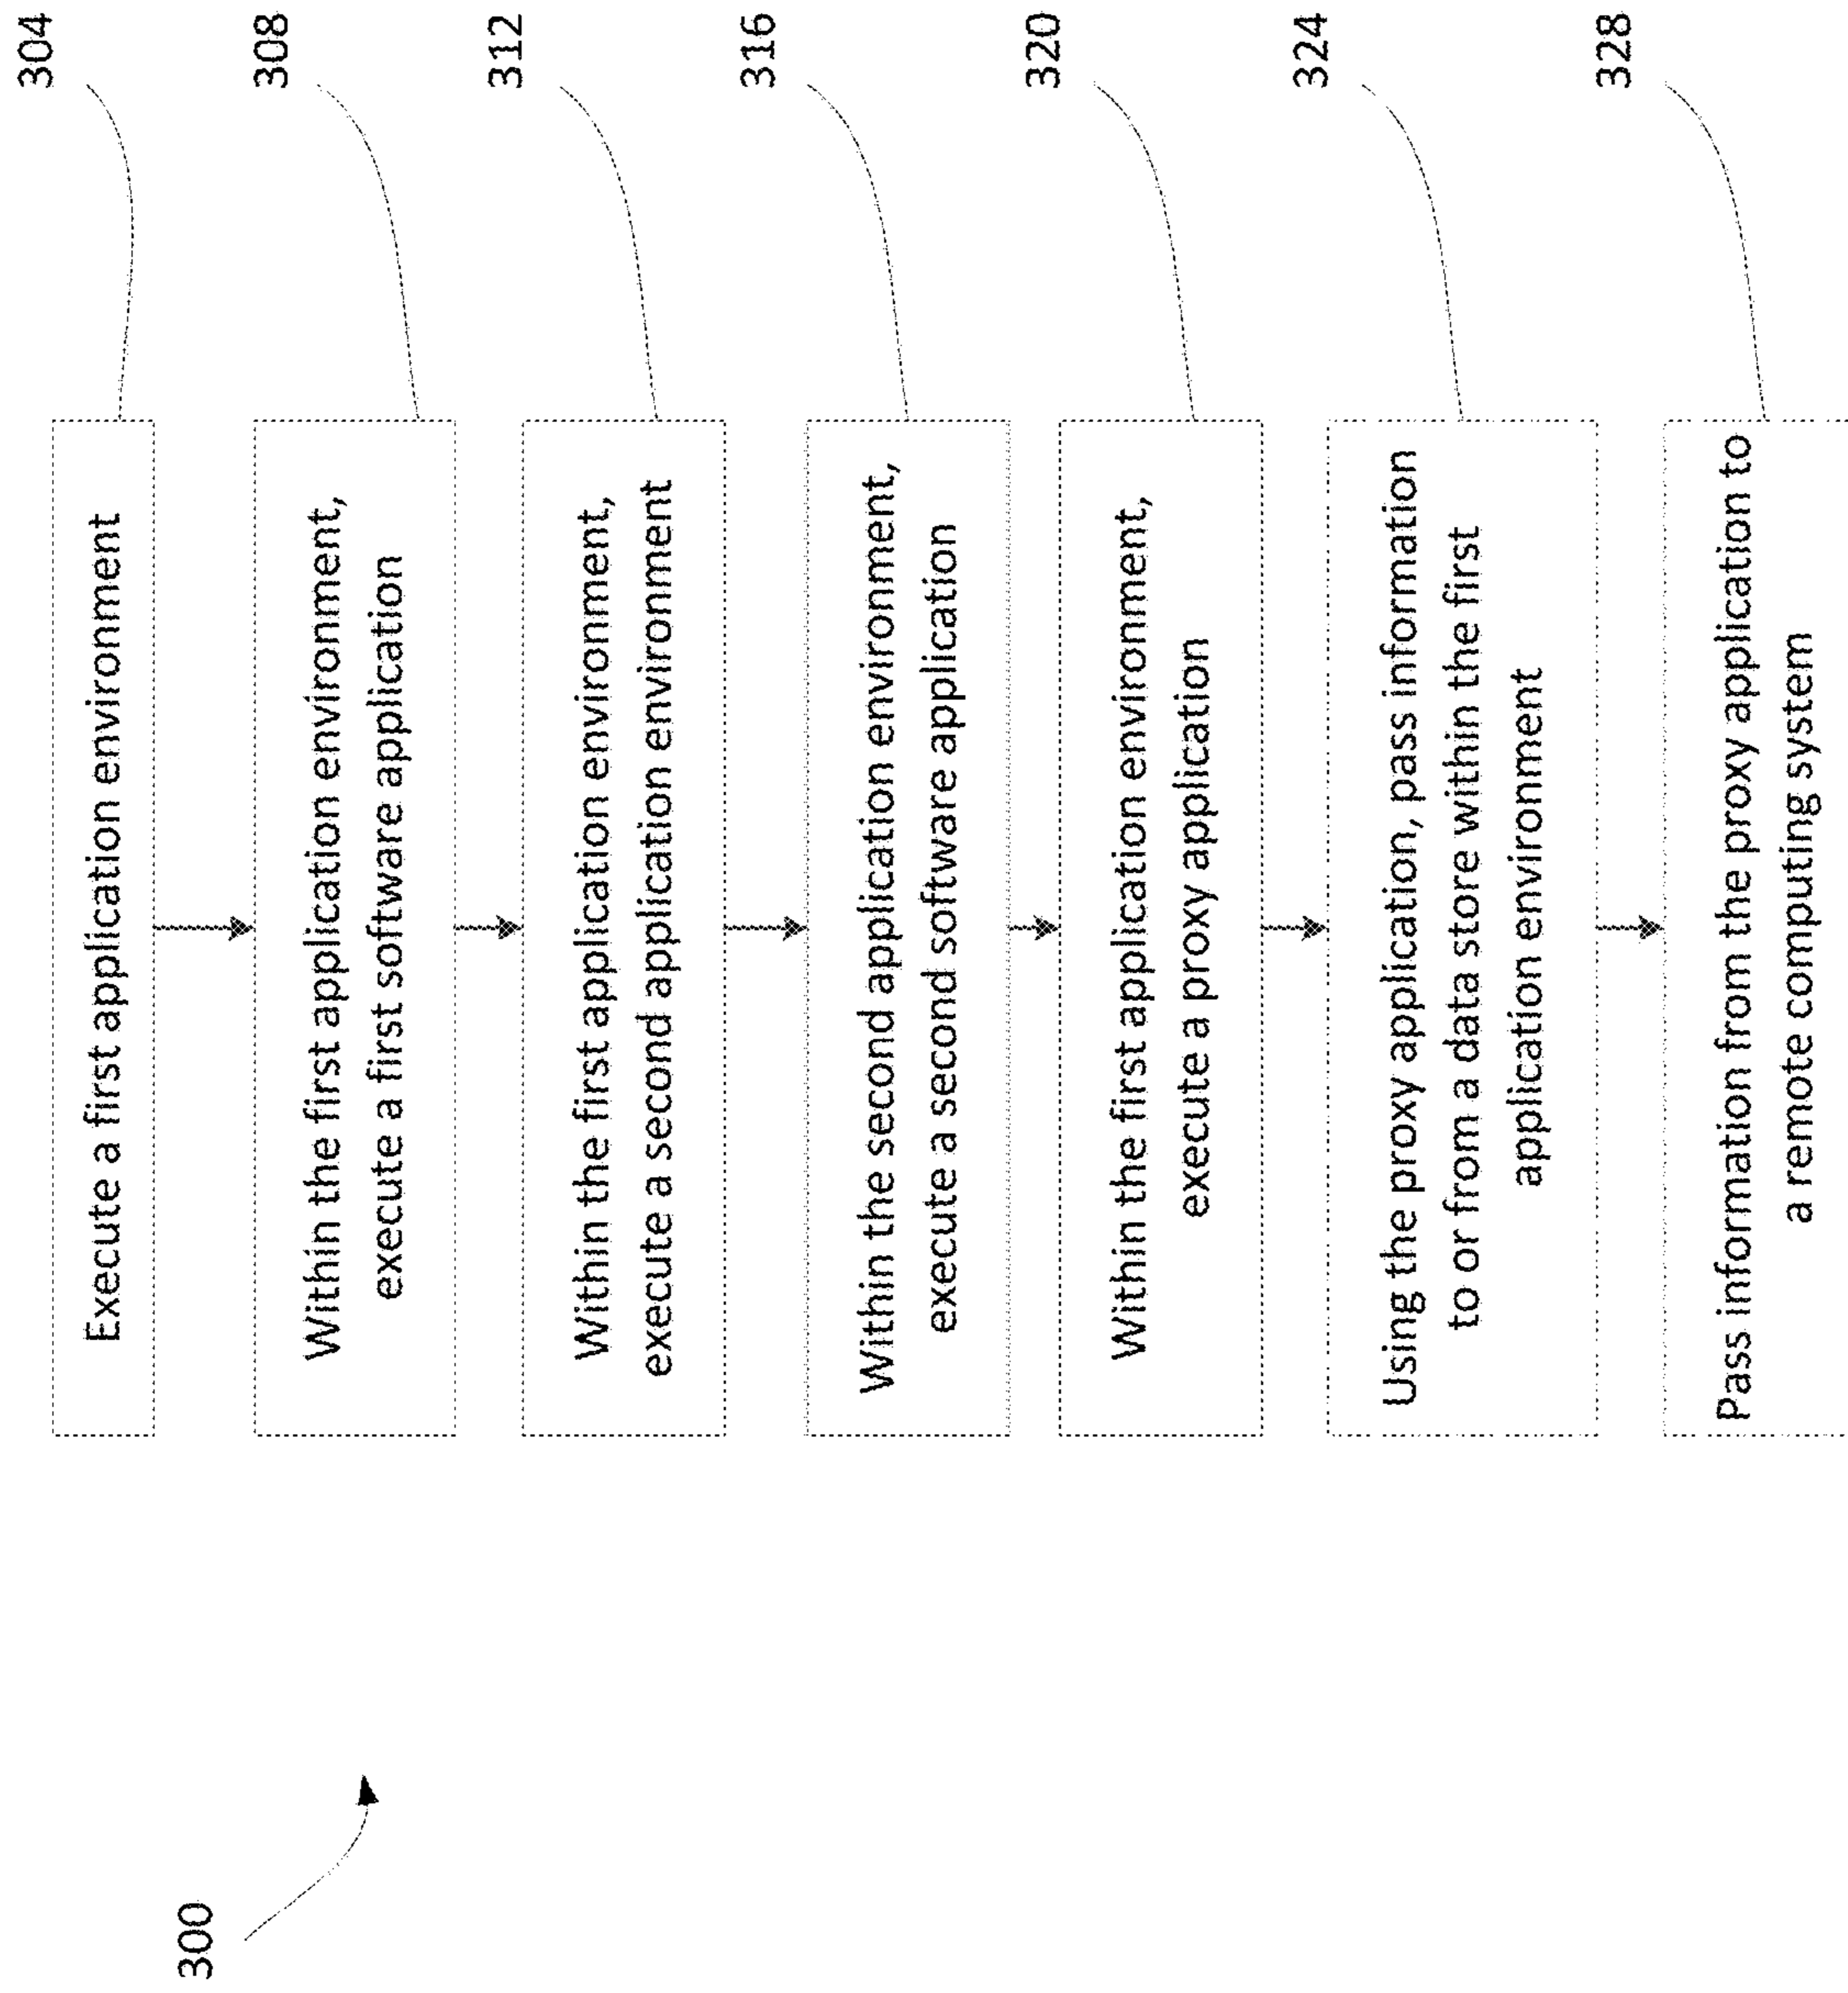 300
304
Execute a first application environment
308
Within the first application environment,
execute a first software application
312
Within the first application environment,
execute a second application environment
316
Within the second application environment,
execute a second software application
320
Within the first application environment,
execute a proxy application
324
Using the proxy application, pass information
to or from a data store within the first
application environment
328
Pass information from the proxy application to
a remote computing system